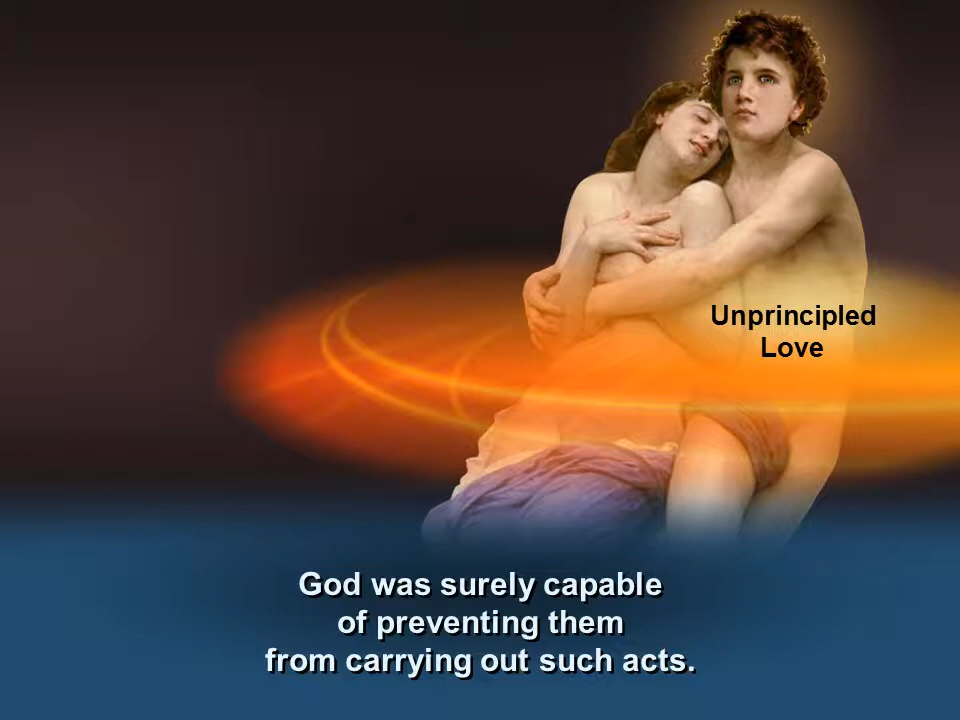 Unprincipled
Love
God was surely capable
of preventing them
from carrying out such acts.